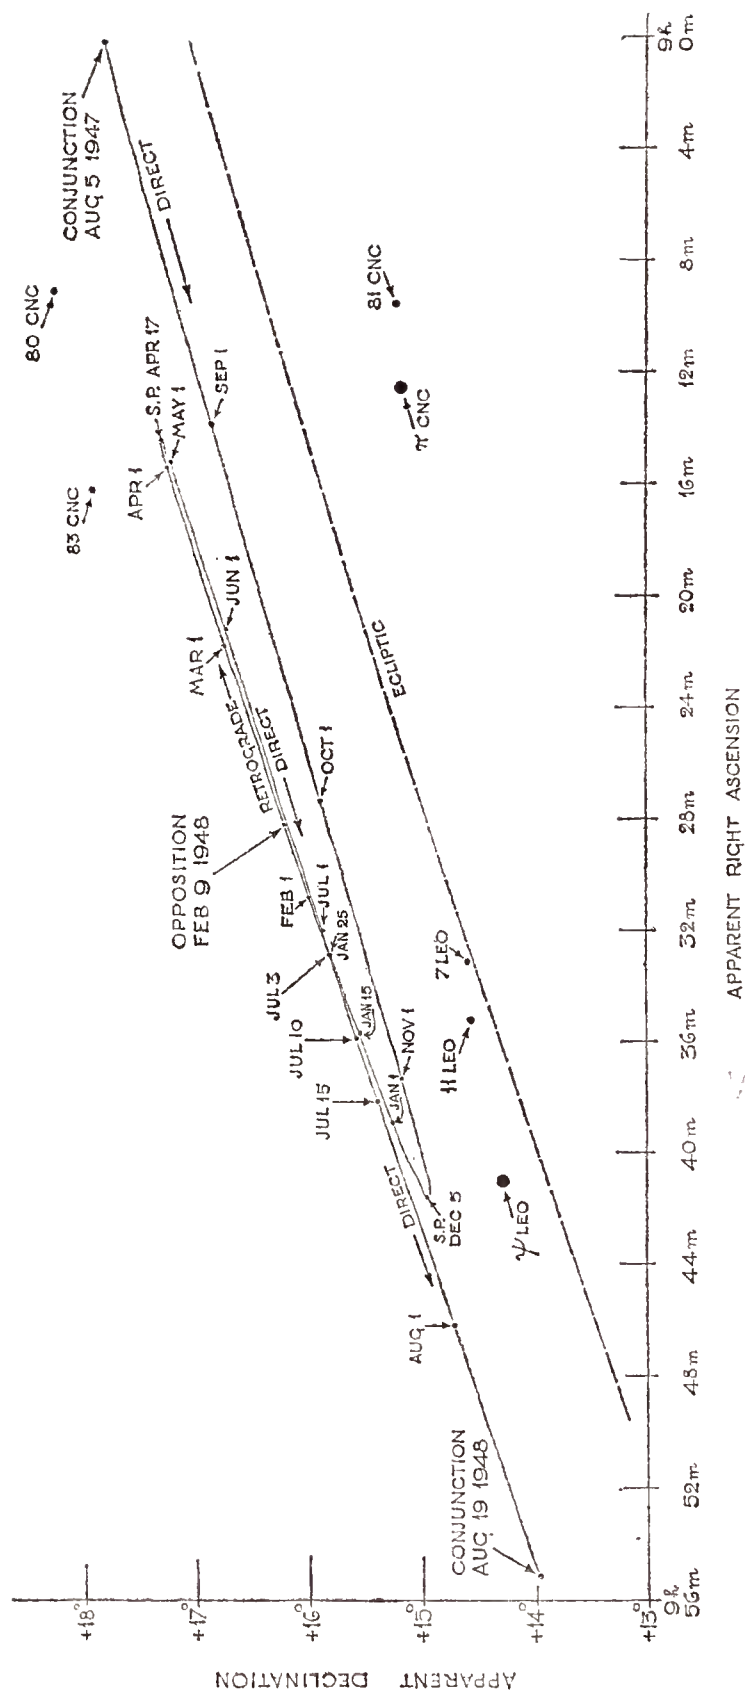 CONJUNCTION
AUG 5 1947
DIRECT
80 CNC
83 CNC
81 CNC
π CNC
S.P. APR 17
MAY 1
APR 1
SEP 1
JUN 1
MAR 1
RETROGRADE
DIRECT
OCT 1
ECLIPTIC
OPPOSITION
FEB 9 1948
FEB 1
JUL 1
JAN 25
JUL 3
JUL 10
JAN 15
JUL 15
JAN 1
NOV 1
7 LEO
11 LEO
ψ LEO
S.P.
DEC 5
DIRECT
AUG 1
CONJUNCTION
AUG 19 1948
+18°
+17°
+16°
+15°
+14°
+13°
APPARENT DECLINATION
9h
56m
52m
48m
44m
40m
36m
32m
28m
24m
20m
16m
12m
8m
4m
9h
0m
APPARENT RIGHT ASCENSION